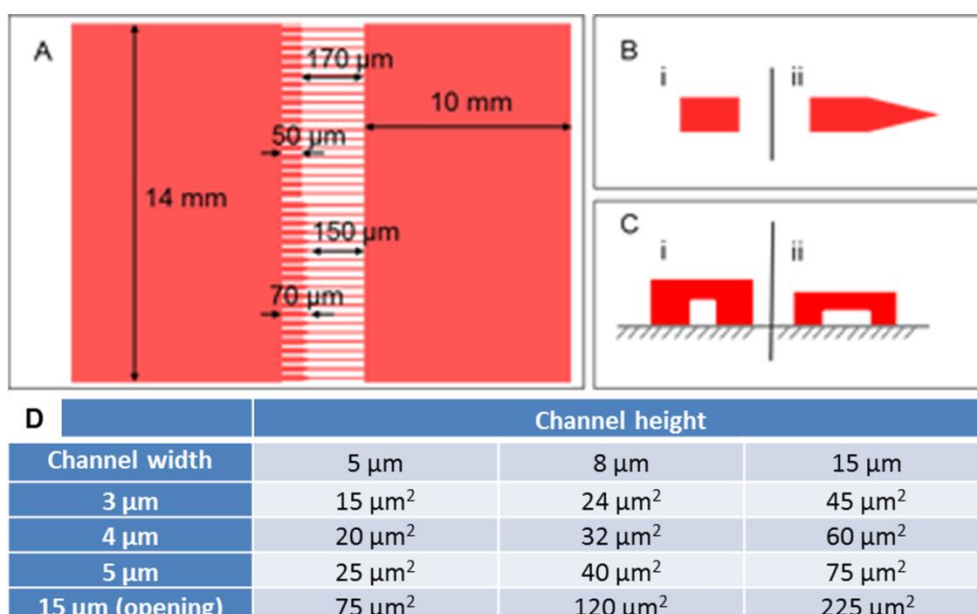 A
170 µm
10 mm
50 µm
14 mm
150 µm
70 µm
B
i
ii
C
i
ii
D
Channel height
Channel width
5 µm
8 µm
15 µm
3 µm
15 µm²
24 µm²
45 µm²
4 µm
20 µm²
32 µm²
60 µm²
5 µm
25 µm²
40 µm²
75 µm²
15 µm (opening)
75 µm²
120 µm²
225 µm²